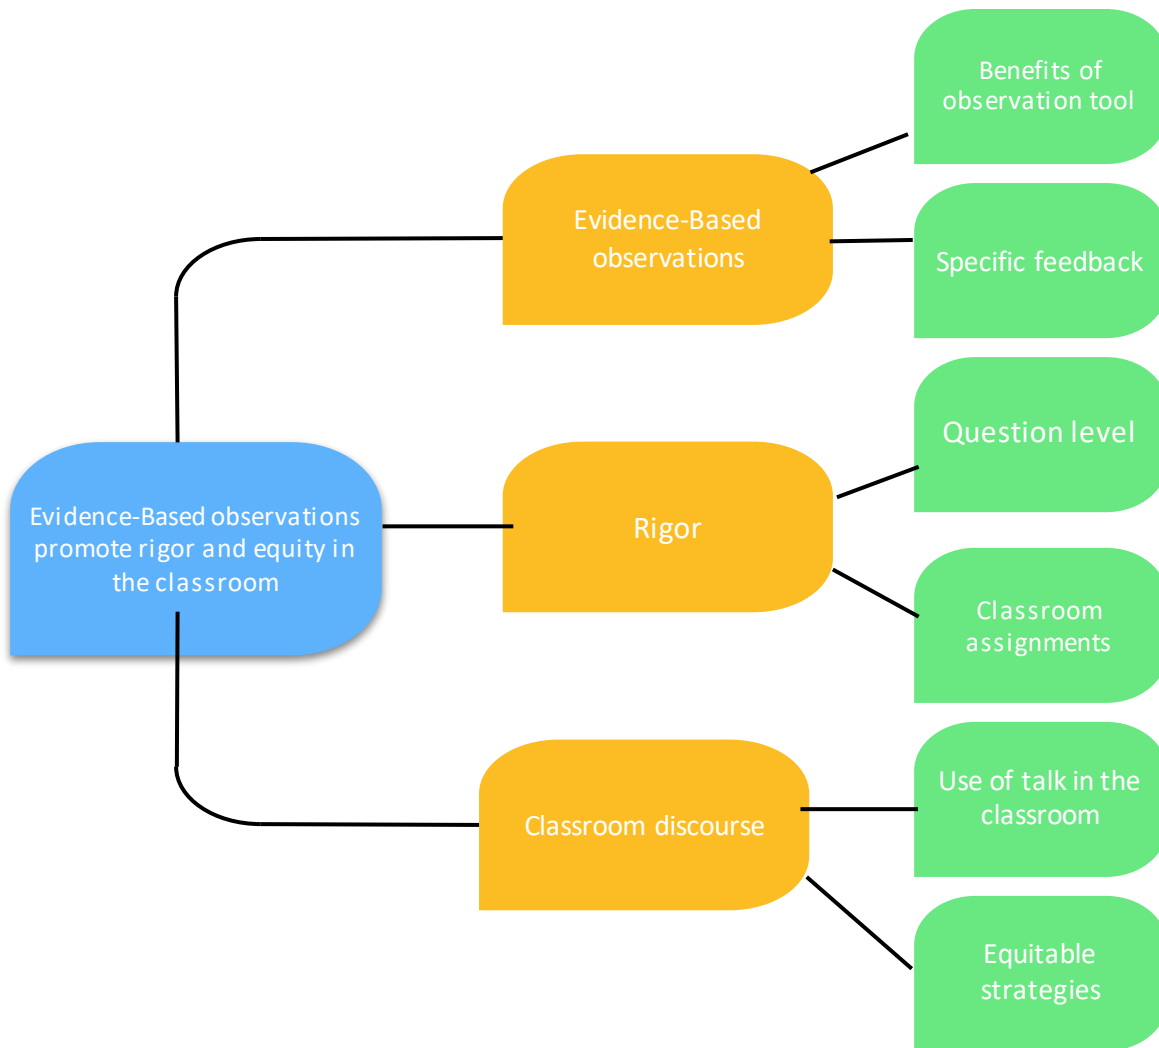 Evidence-Based observations
promote rigor and equity in
the classroom
Evidence-Based
observations
Benefits of
observation tool
Specific feedback
Rigor
Question level
Classroom
assignments
Classroom discourse
Use of talk in the
classroom
Equitable
strategies